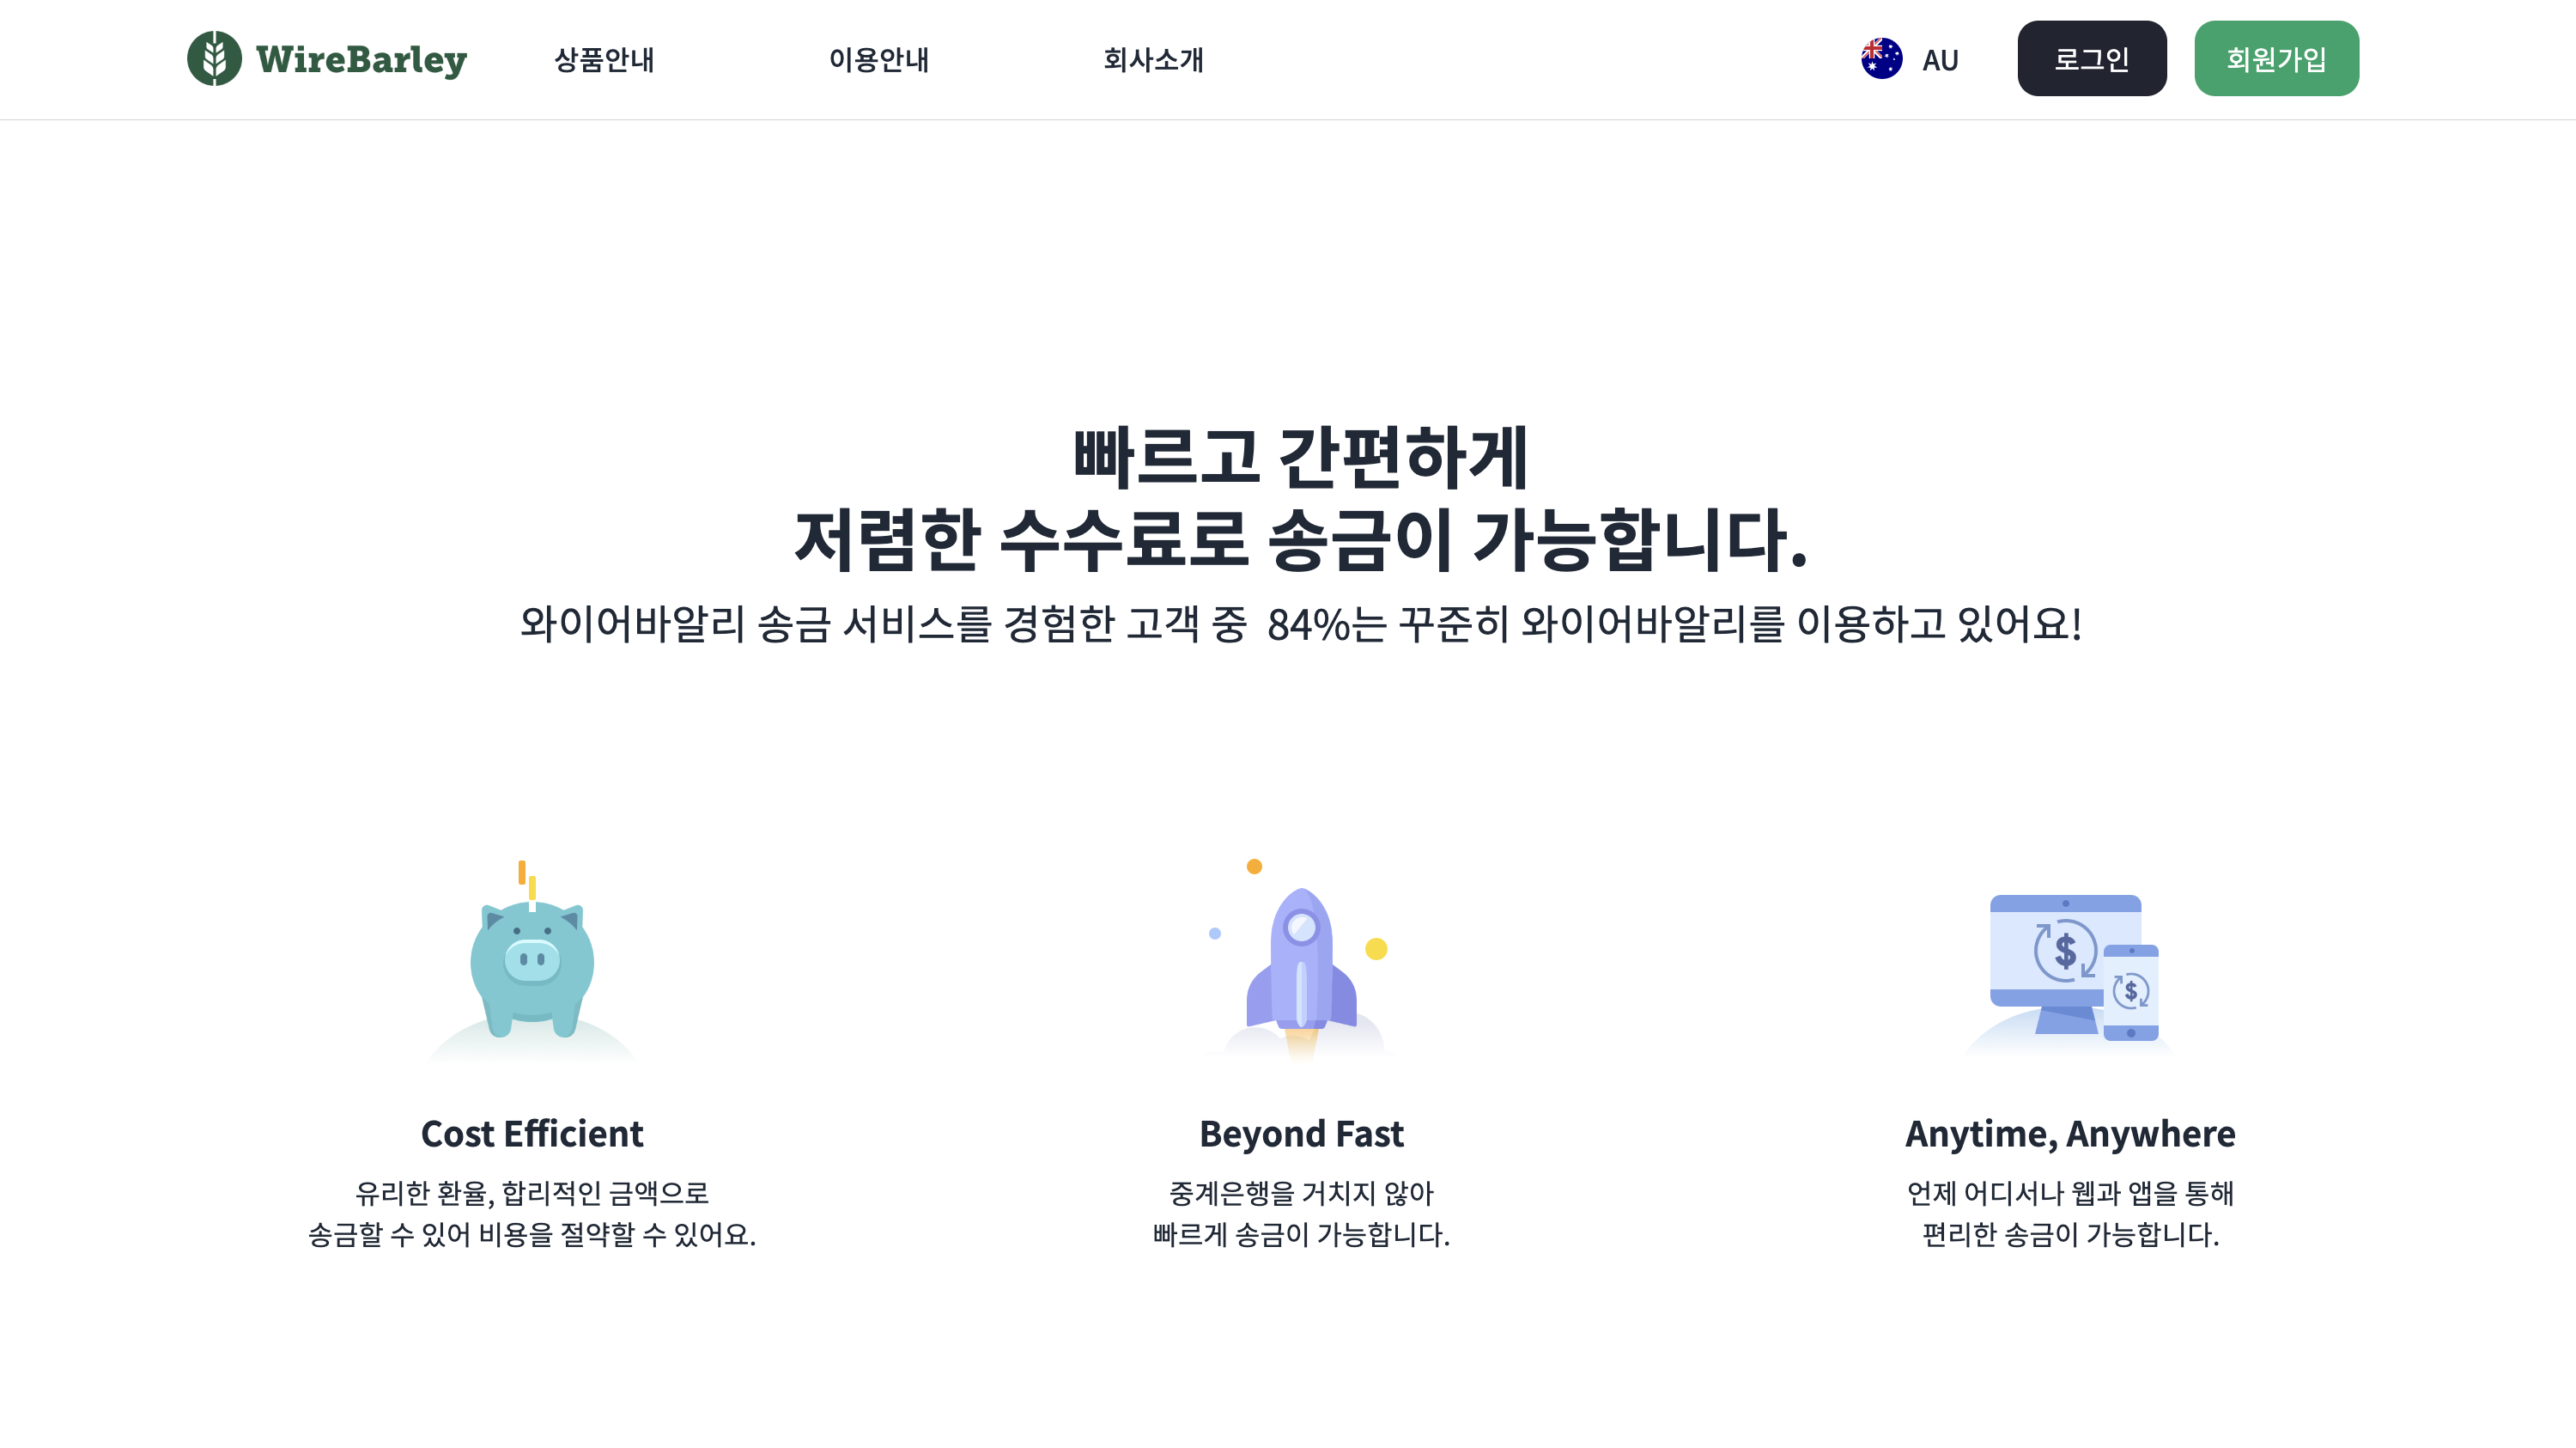 WireBarley
상품안내
이용안내
회사소개
AU
로그인
회원가입
빠르고 간편하게
저렴한 수수료로 송금이 가능합니다.
와이어바알리 송금 서비스를 경험한 고객 중 84%는 꾸준히 와이어바알리를 이용하고 있어요!
$
$
Cost Efficient
유리한 환율, 합리적인 금액으로
송금할 수 있어 비용을 절약할 수 있어요.
Beyond Fast
중계은행을 거치지 않아
빠르게 송금이 가능합니다.
Anytime, Anywhere
언제 어디서나 웹과 앱을 통해
편리한 송금이 가능합니다.